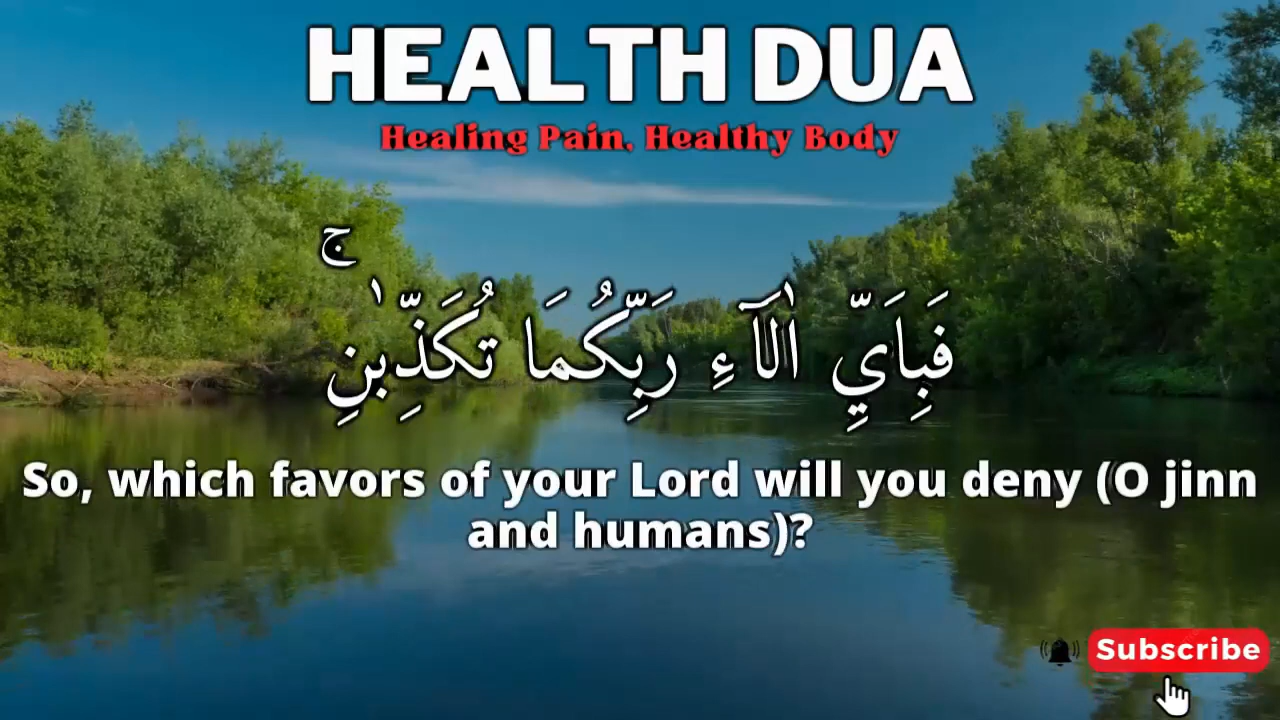 HEALTH DUA
Healing Pain, Healthy Body
فَبِاَيِّ اٰلَاۤءِ رَبِّكُمَا تُكَذِّبٰنِۚ
So, which favors of your Lord will you deny (O jinn
and humans)?
Subscribe